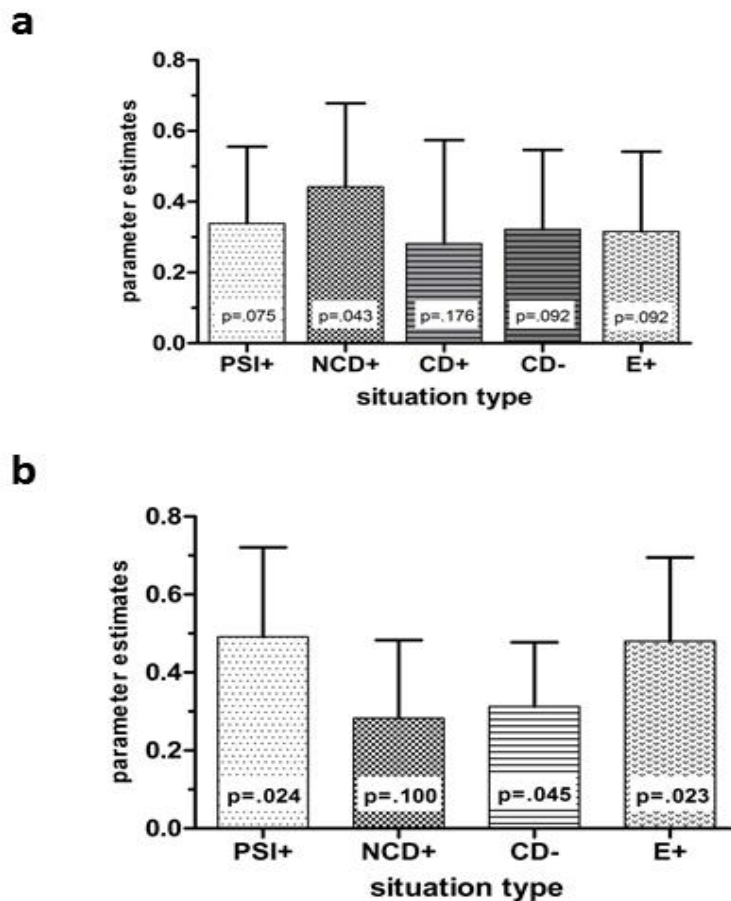 a
parameter estimates
0.8
0.6
0.4
0.2
0.0
p=.075 p=.043 p=.176 p=.092 p=.092
PSI+ NCD+ CD+ CD- E+
situation type
b
parameter estimates
0.8
0.6
0.4
0.2
0.0
p=.024 p=.100 p=.045 p=.023
PSI+ NCD+ CD- E+
situation type